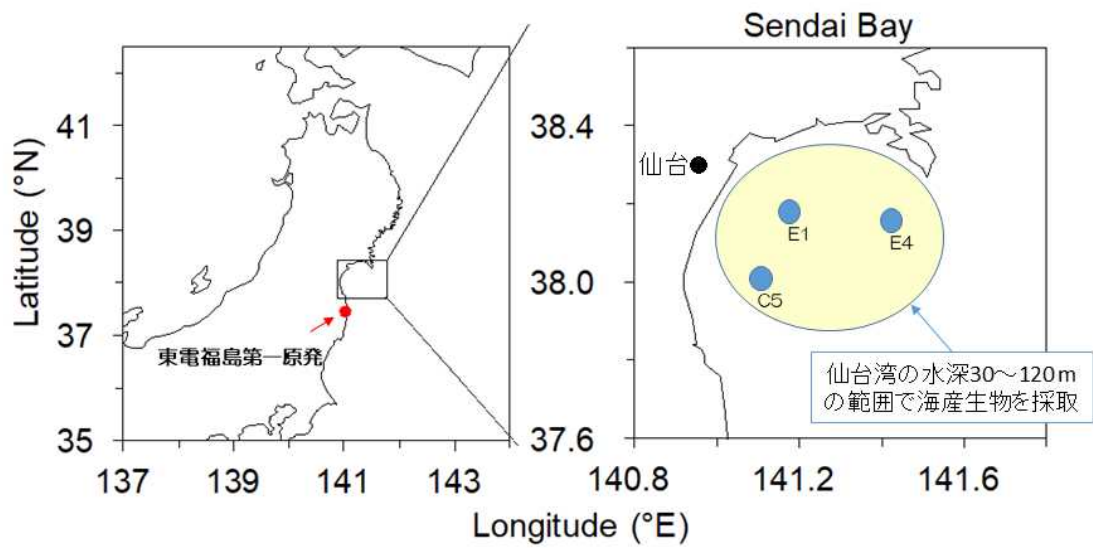 Sendai Bay
Latitude (°N)
41
39
37
35
137
139
141
143
東電福島第一原発
38.4
38.0
37.6
140.8
141.2
141.6
仙台
E1
E4
C5
仙台湾の水深30～120m
の範囲で海産生物を採取
Longitude (°E)